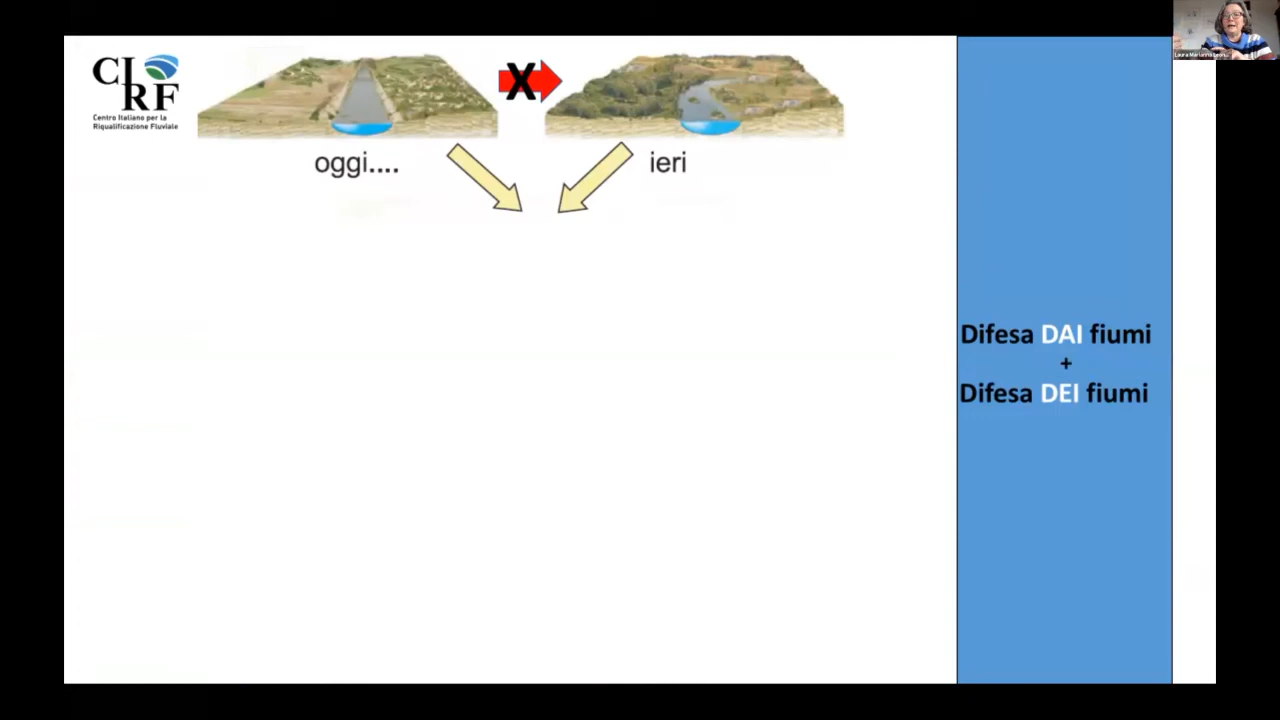 CIRF
Centro Italiano per la
Riqualificazione Fluviale
X
oggi....
ieri
Difesa DAI fiumi
+
Difesa DEI fiumi